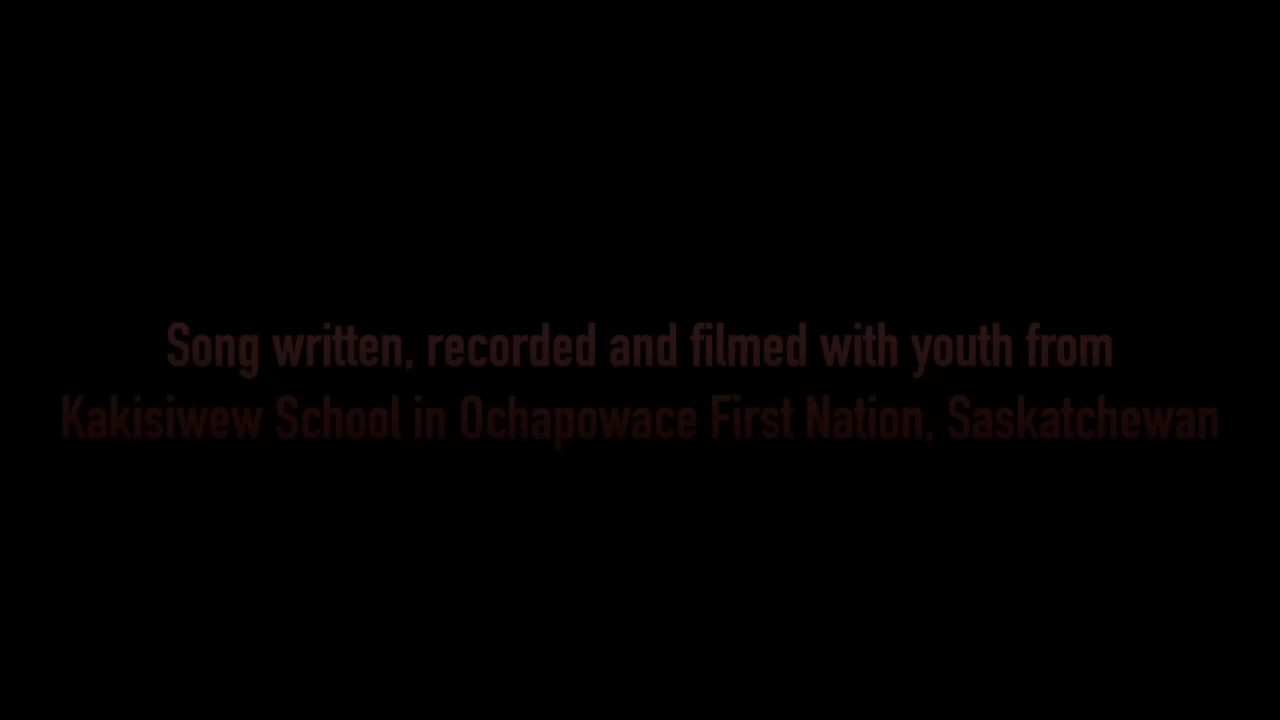 Song written, recorded and filmed with youth from
Kakisiwew School in Ochapowace First Nation, Saskatchewan